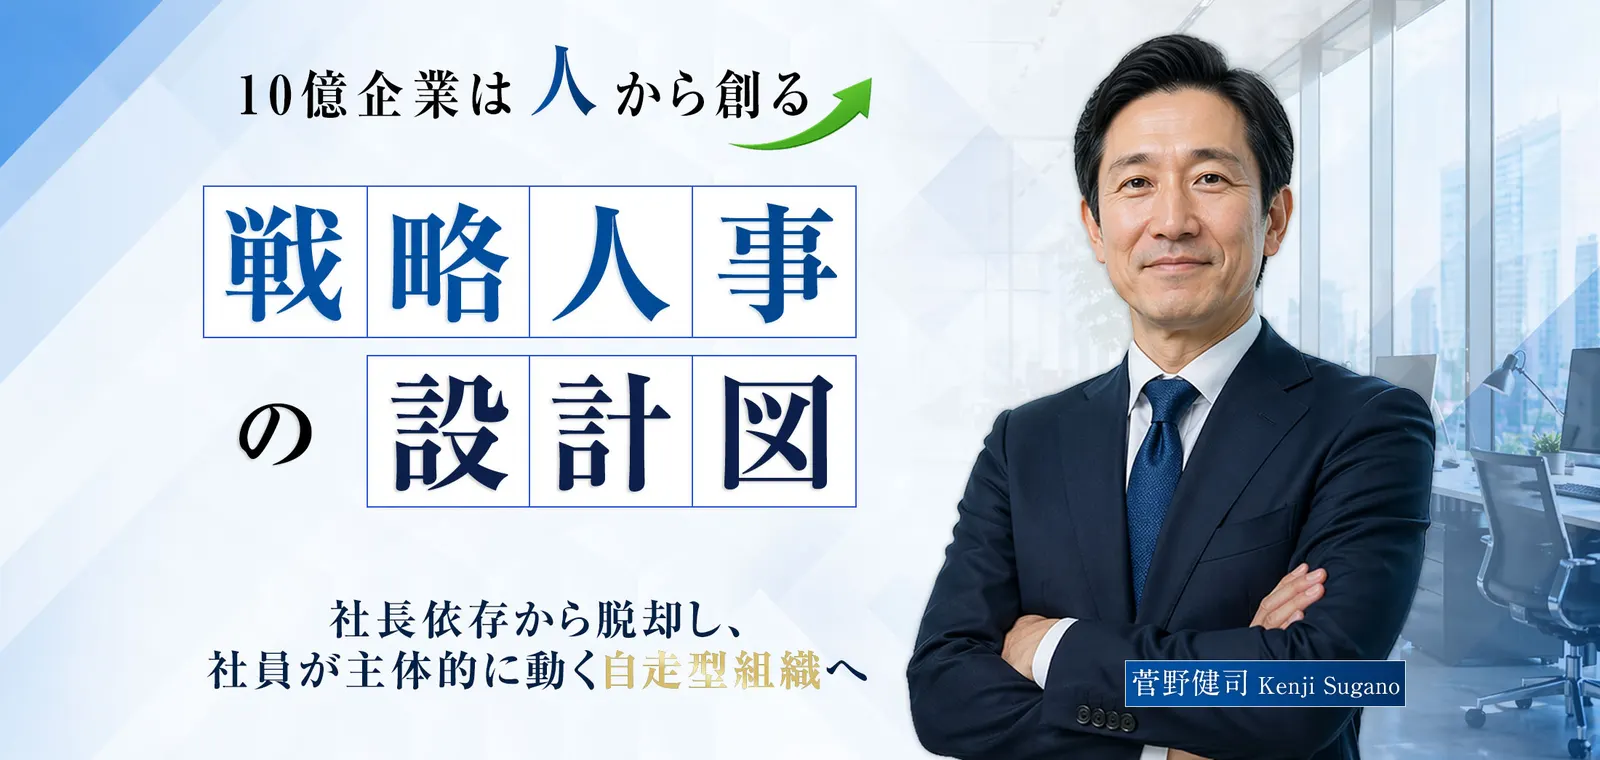 10億企業は人から創る
戦略人事
の設計図
社長依存から脱却し、
社員が主体的に動く自走型組織へ
菅野健司 Kenji Sugano